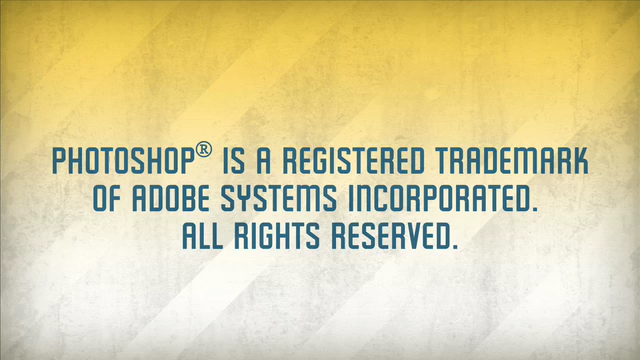 PHOTOSHOP® IS A REGISTERED TRADEMARK
OF ADOBE SYSTEMS INCORPORATED.
ALL RIGHTS RESERVED.